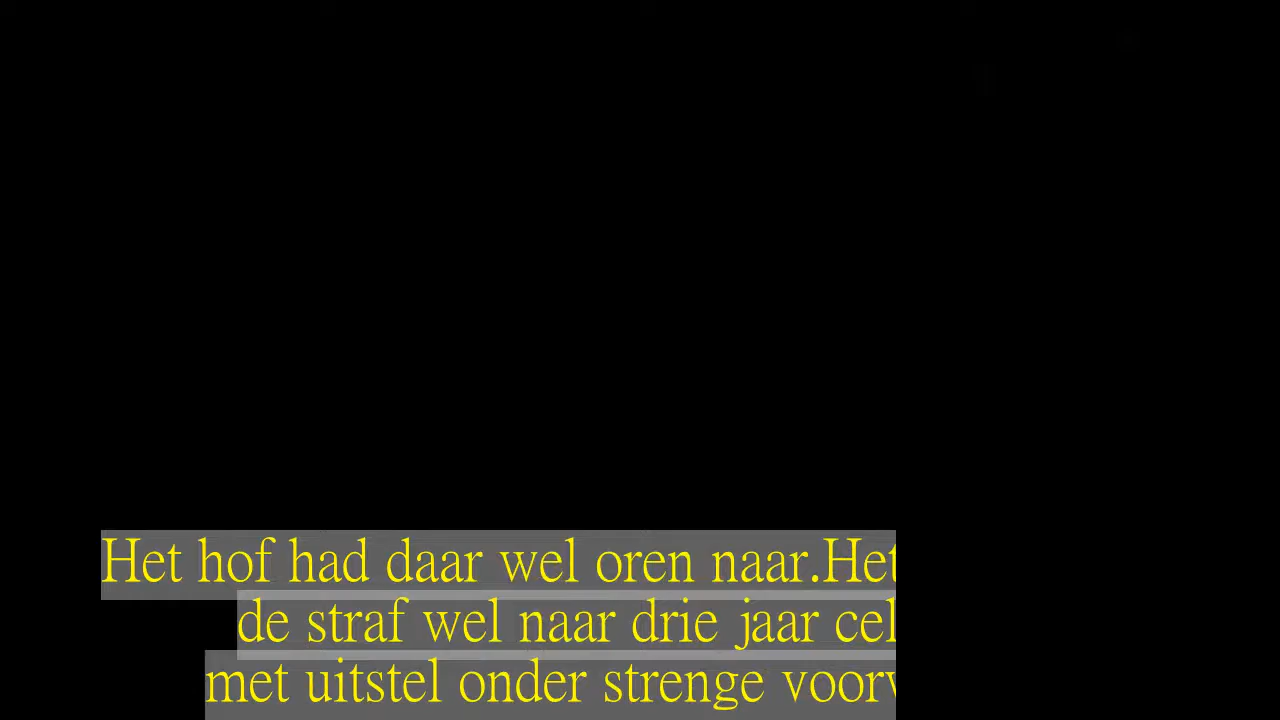 Het hof had daar wel oren naar.Het
de straf wel naar drie jaar cel
met uitstel onder strenge